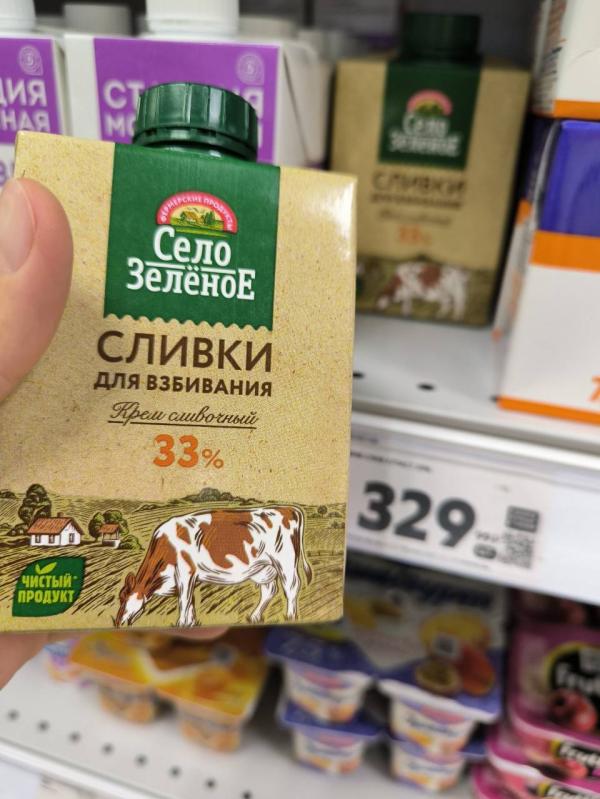 ФЕРМЕРСКИЕ ПРОДУКТЫ
Село
ЗелёноЕ
СЛИВКИ
ДЛЯ ВЗБИВАНИЯ
Крем сливочный
33%
ЧИСТЫЙ
ПРОДУКТ
Село
ЗелёноЕ
СЛИВКИ
33%
329